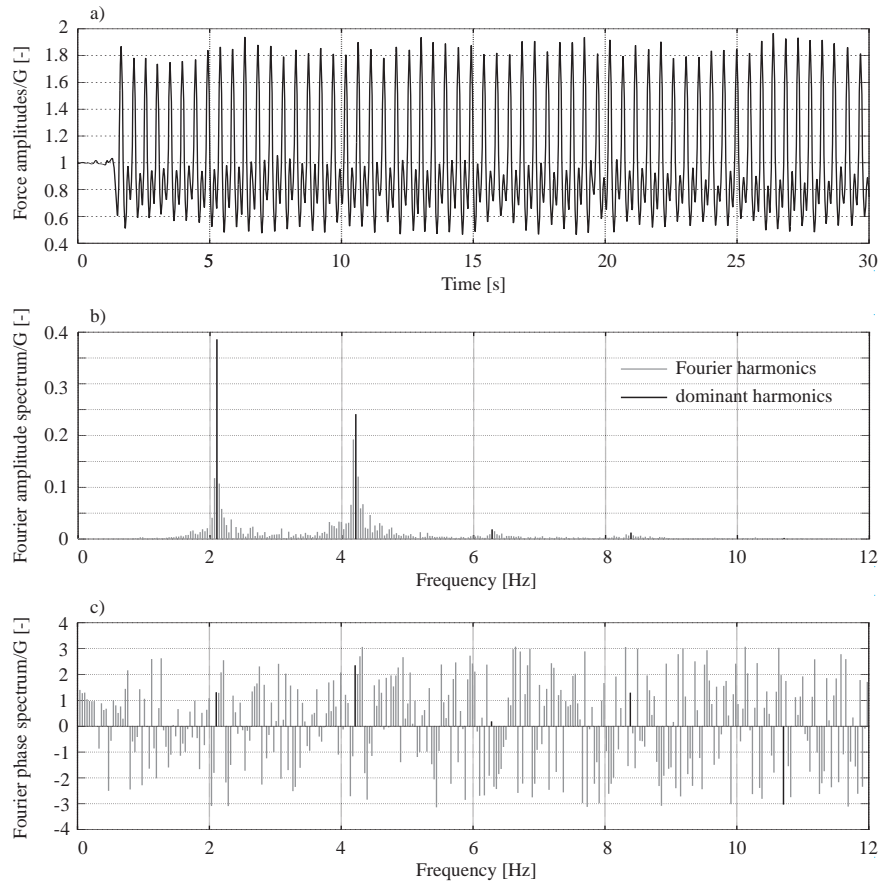 a)
Force amplitudes/G [-]
2
1.8
1.6
1.4
1.2
1
0.8
0.6
0.4
0 5 10 15 20 25 30
Time [s]
b)
Fourier amplitude spectrum/G [-]
0.4
0.3
0.2
0.1
0
Fourier harmonics
dominant harmonics
0 2 4 6 8 10 12
Frequency [Hz]
c)
Fourier phase spectrum/G [-]
4
3
2
1
0
-1
-2
-3
-4
0 2 4 6 8 10 12
Frequency [Hz]